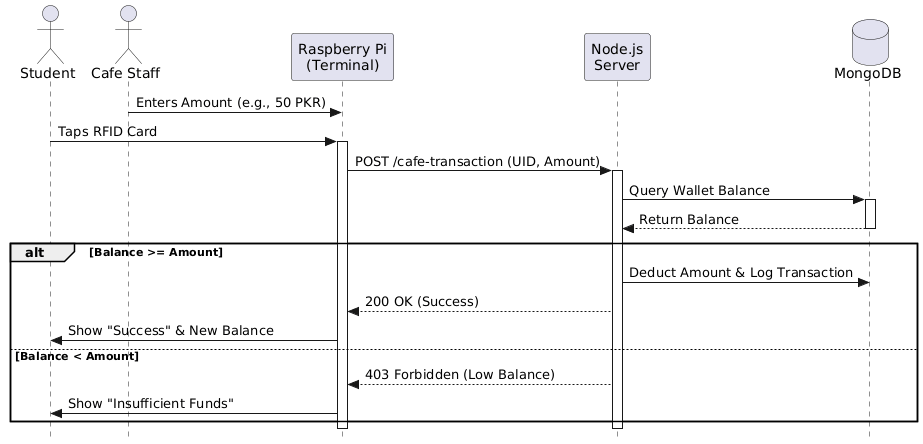 Student
Cafe Staff
Raspberry Pi
(Terminal)
Node.js
Server
MongoDB
Enters Amount (e.g., 50 PKR)
Taps RFID Card
POST /cafe-transaction (UID, Amount)
Query Wallet Balance
Return Balance
alt
[Balance >= Amount]
Deduct Amount & Log Transaction
200 OK (Success)
Show "Success" & New Balance
[Balance < Amount]
403 Forbidden (Low Balance)
Show "Insufficient Funds"